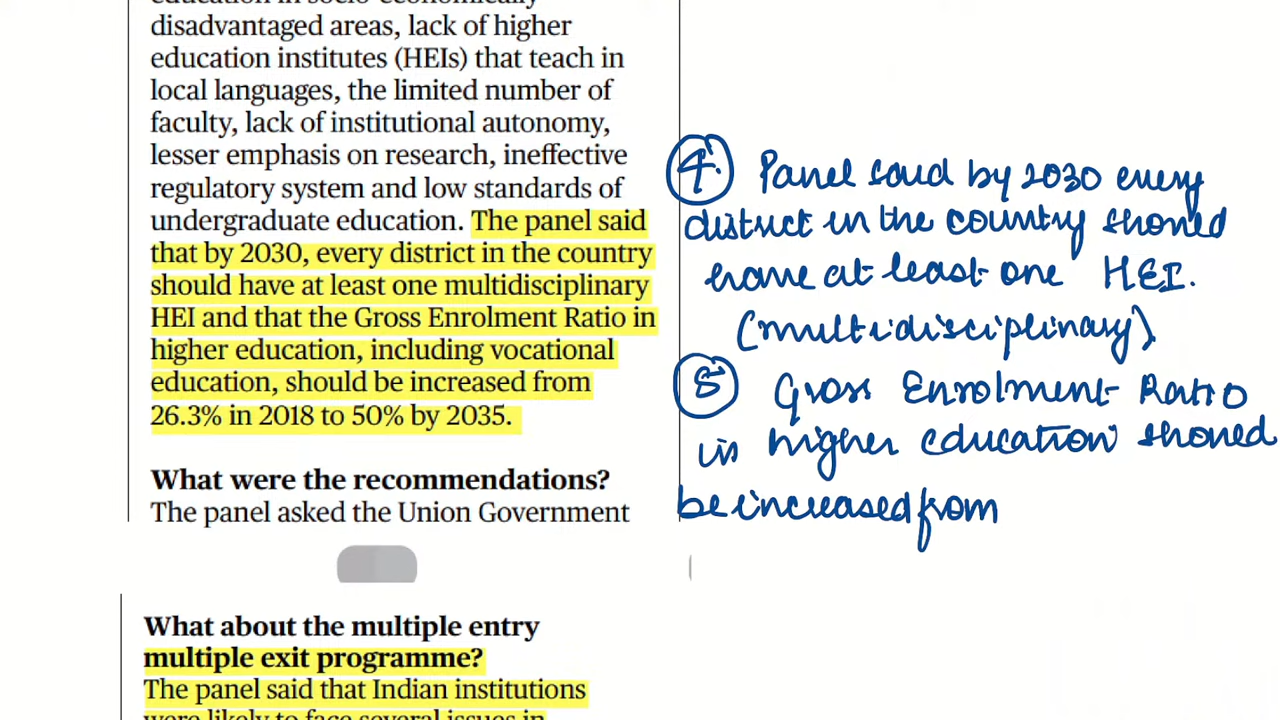 education in socio-economically
disadvantaged areas, lack of higher
education institutes (HEIs) that teach in
local languages, the limited number of
faculty, lack of institutional autonomy,
lesser emphasis on research, ineffective
regulatory system and low standards of
undergraduate education. The panel said
that by 2030, every district in the country
should have at least one multidisciplinary
HEI and that the Gross Enrolment Ratio in
higher education, including vocational
education, should be increased from
26.3% in 2018 to 50% by 2035.
What were the recommendations?
The panel asked the Union Government
What about the multiple entry
multiple exit programme?
The panel said that Indian institutions
were likely to face several issues in
4. Panel said by 2030 every
district in the country should
have at least one HEI.
(multidisciplinary)
5 Gross Enrolment Ratio
in higher education should
be increased from